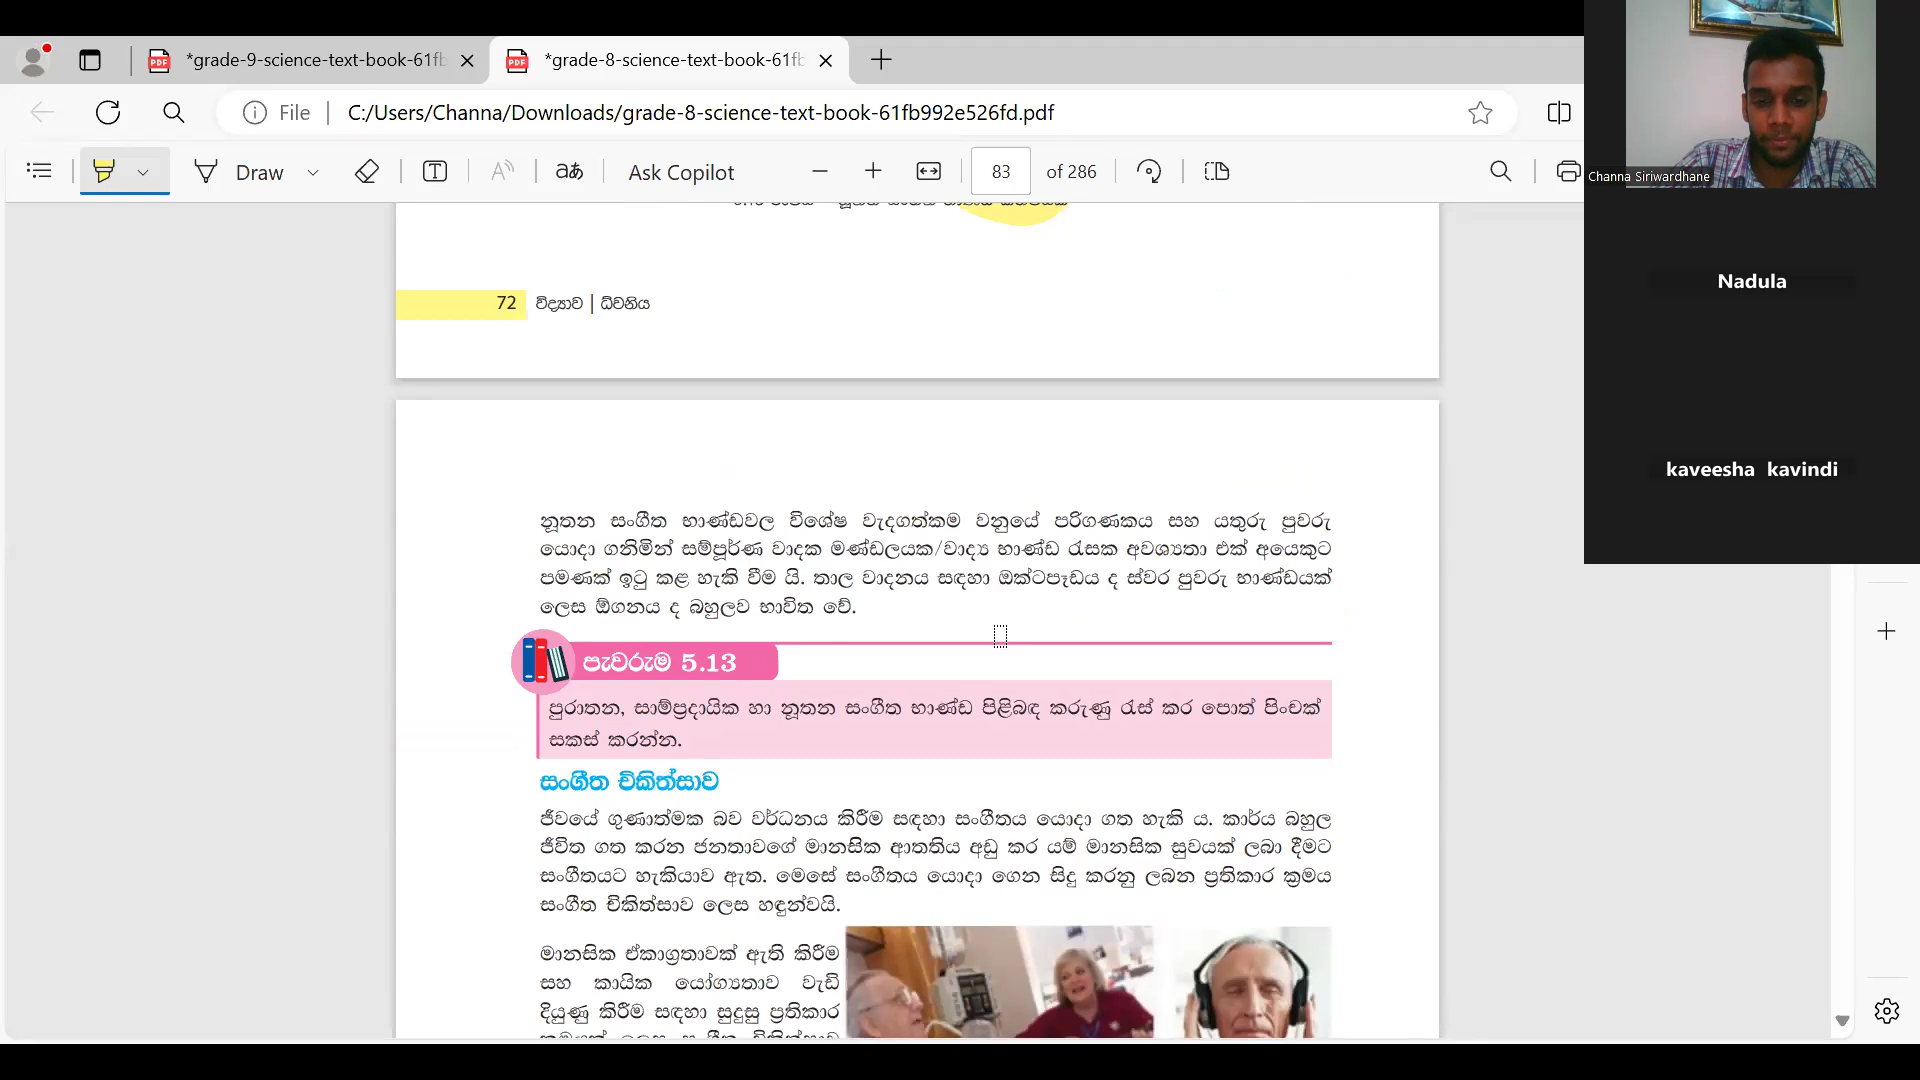 *grade-9-science-text-book-61fb
*grade-8-science-text-book-61fb
File
C:/Users/Channa/Downloads/grade-8-science-text-book-61fb992e526fd.pdf
Draw
aあ
Ask Copilot
83 of 286
Channa Siriwardhane
Nadula
kaveesha kavindi
72 විද්‍යාව | ධ්වනිය
නූතන සංගීත භාණ්ඩවල විශේෂ වැදගත්කම වනුයේ පරිගණකය සහ යතුරු පුවරු
යොදා ගනිමින් සම්පූර්ණ වාදක මණ්ඩලයක/වාද්‍ය භාණ්ඩ රැසක අවශ්‍යතා එක් අයෙකුට
පමණක් ඉටු කළ හැකි වීම යි. තාල වාදනය සඳහා ඔක්ටපෑඩය ද ස්වර පුවරු භාණ්ඩයක්
ලෙස ඕගනය ද බහුලව භාවිත වේ.
පැවරුම 5.13
පුරාතන, සාම්ප්‍රදායික හා නූතන සංගීත භාණ්ඩ පිළිබඳ කරුණු රැස් කර පොත් පිංචක්
සකස් කරන්න.
සංගීත චිකිත්සාව
ජීවයේ ගුණාත්මක බව වර්ධනය කිරීම සඳහා සංගීතය යොදා ගත හැකි ය. කාර්ය බහුල
ජීවිත ගත කරන ජනතාවගේ මානසික ආතතිය අඩු කර යම් මානසික සුවයක් ලබා දීමට
සංගීතයට හැකියාව ඇත. මෙසේ සංගීතය යොදා ගෙන සිදු කරනු ලබන ප්‍රතිකාර ක්‍රමය
සංගීත චිකිත්සාව ලෙස හඳුන්වයි.
මානසික ඒකාග්‍රතාවක් ඇති කිරීම
සහ කායික යෝග්‍යතාව වැඩි
දියුණු කිරීම සඳහා සුදුසු ප්‍රතිකාර